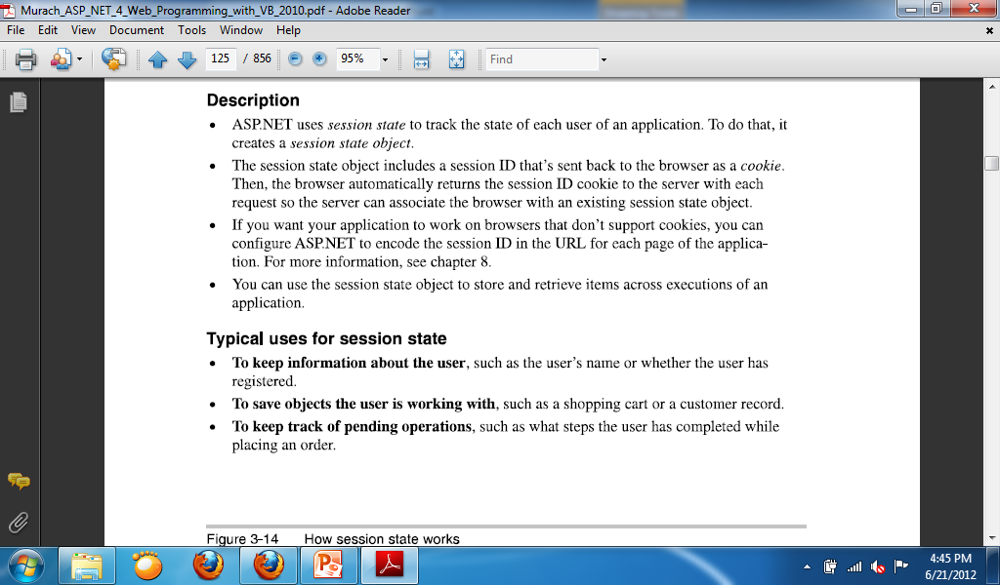 Murach_ASP_NET_4_Web_Programming_with_VB_2010.pdf - Adobe Reader
File Edit View Document Tools Window Help
125 / 856 95% Find
Description
• ASP.NET uses session state to track the state of each user of an application. To do that, it
creates a session state object.
• The session state object includes a session ID that's sent back to the browser as a cookie.
Then, the browser automatically returns the session ID cookie to the server with each
request so the server can associate the browser with an existing session state object.
• If you want your application to work on browsers that don't support cookies, you can
configure ASP.NET to encode the session ID in the URL for each page of the applica-
tion. For more information, see chapter 8.
• You can use the session state object to store and retrieve items across executions of an
application.
Typical uses for session state
• To keep information about the user, such as the user's name or whether the user has
registered.
• To save objects the user is working with, such as a shopping cart or a customer record.
• To keep track of pending operations, such as what steps the user has completed while
placing an order.
Figure 3-14 How session state works
4:45 PM
6/21/2012